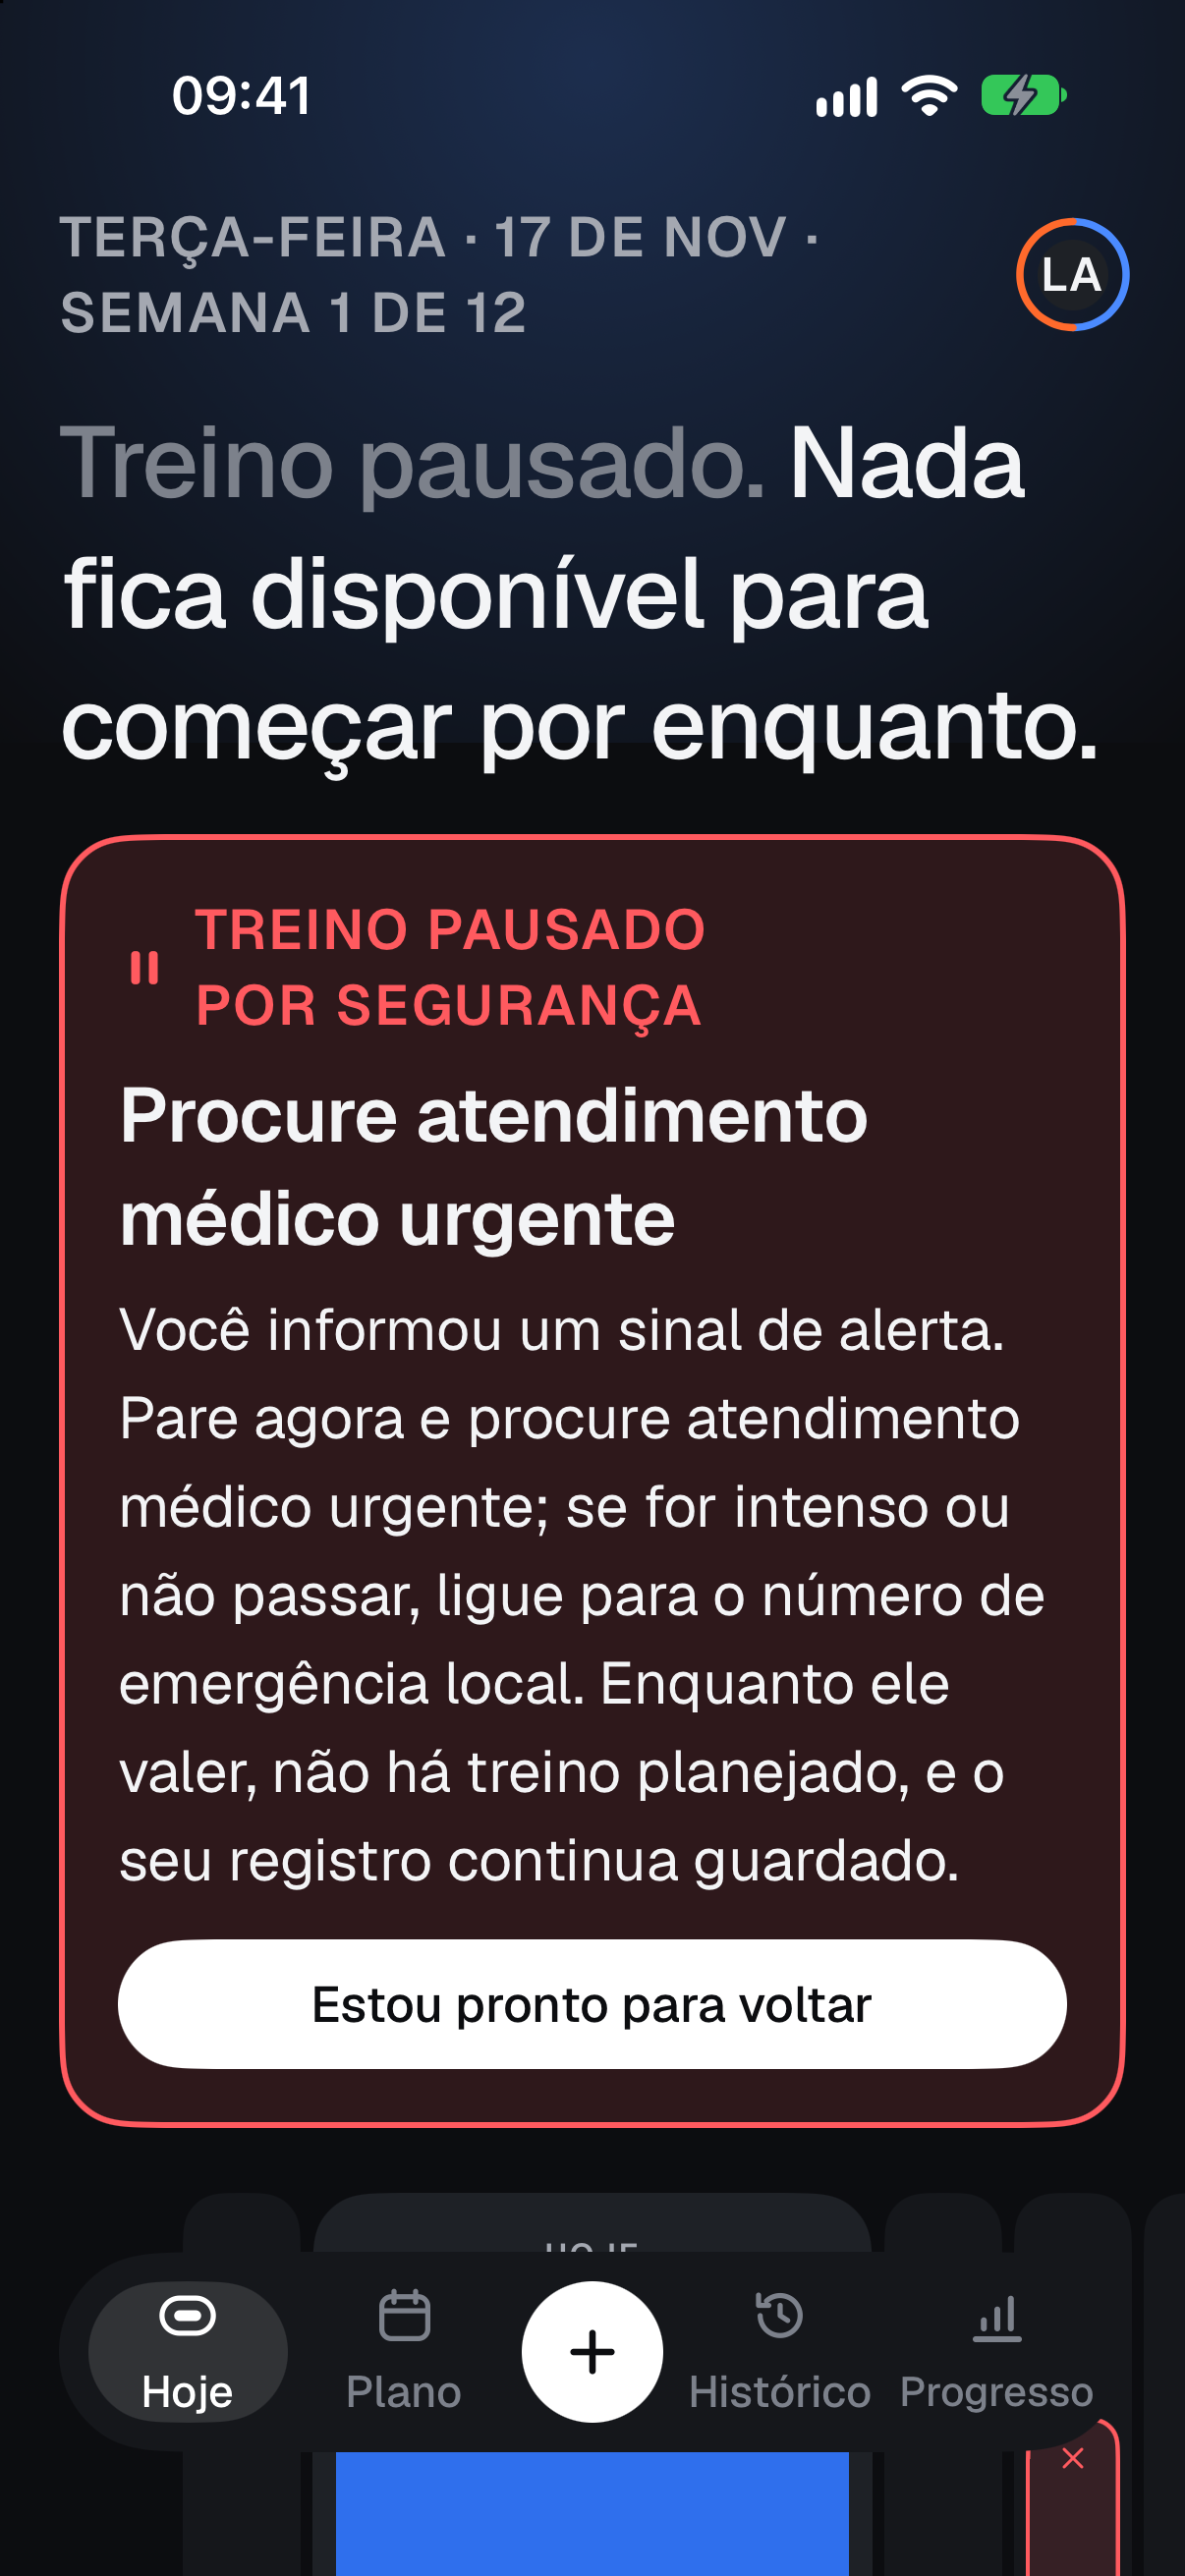 09:41
TERÇA-FEIRA · 17 DE NOV ·
SEMANA 1 DE 12
LA
Treino pausado. Nada
fica disponível para
começar por enquanto.
TREINO PAUSADO
POR SEGURANÇA
Procure atendimento
médico urgente
Você informou um sinal de alerta.
Pare agora e procure atendimento
médico urgente; se for intenso ou
não passar, ligue para o número de
emergência local. Enquanto ele
valer, não há treino planejado, e o
seu registro continua guardado.
Estou pronto para voltar
HOJE
Hoje
Plano
Histórico
Progresso